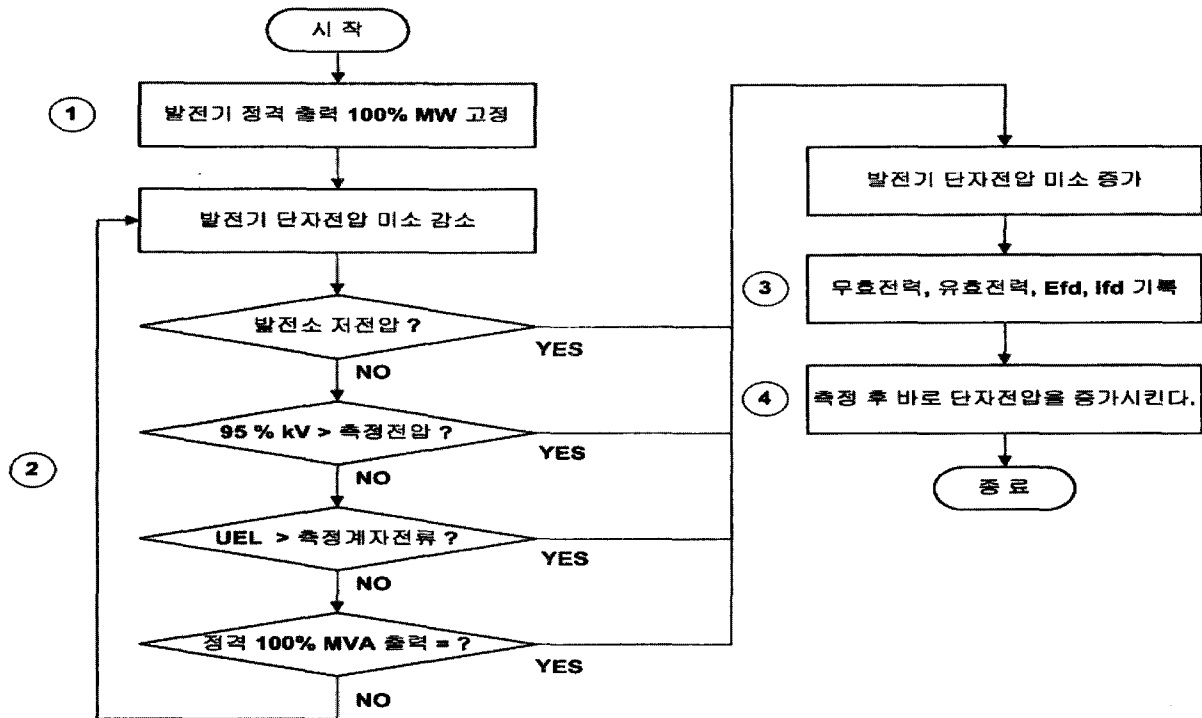 시 작
①
발전기 정격 출력 100% MW 고정
발전기 단자전압 미소 감소
발전소 저전압 ?
YES
NO
②
95 % kV > 측정전압 ?
YES
NO
UEL > 측정계자전류 ?
YES
NO
정격 100% MVA 출력 = ?
YES
NO
발전기 단자전압 미소 증가
③
무효전력, 유효전력, Efd, Ifd 기록
④
측정 후 바로 단자전압을 증가시킨다.
종 료